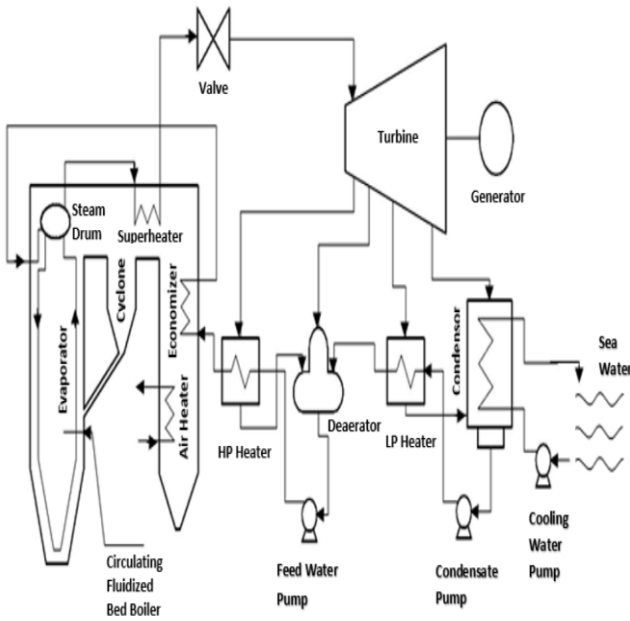 Valve
Turbine
Generator
Steam
Drum
Superheater
Cyclone
Economizer
Evaporator
Air Heater
HP Heater
Deaerator
LP Heater
Condensor
Sea
Water
Circulating
Fluidized
Bed Boiler
Feed Water
Pump
Condensate
Pump
Cooling
Water
Pump